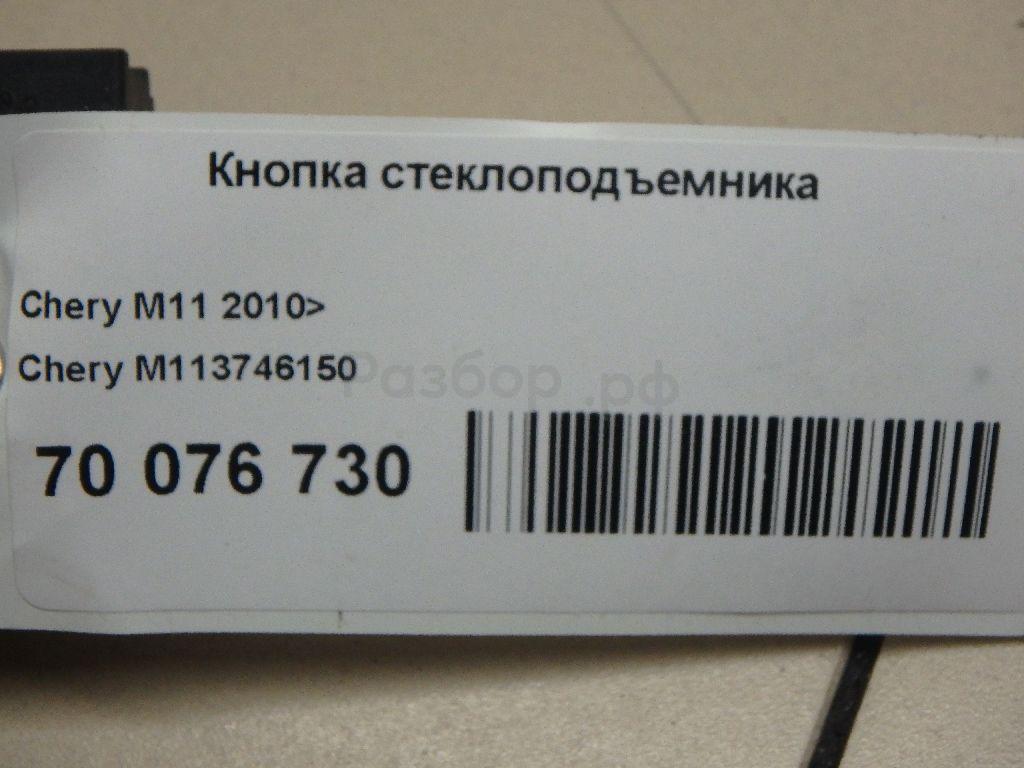 Кнопка стеклоподъемника
Chery M11 2010>
Chery M113746150
Разбор.рф
70 076 730